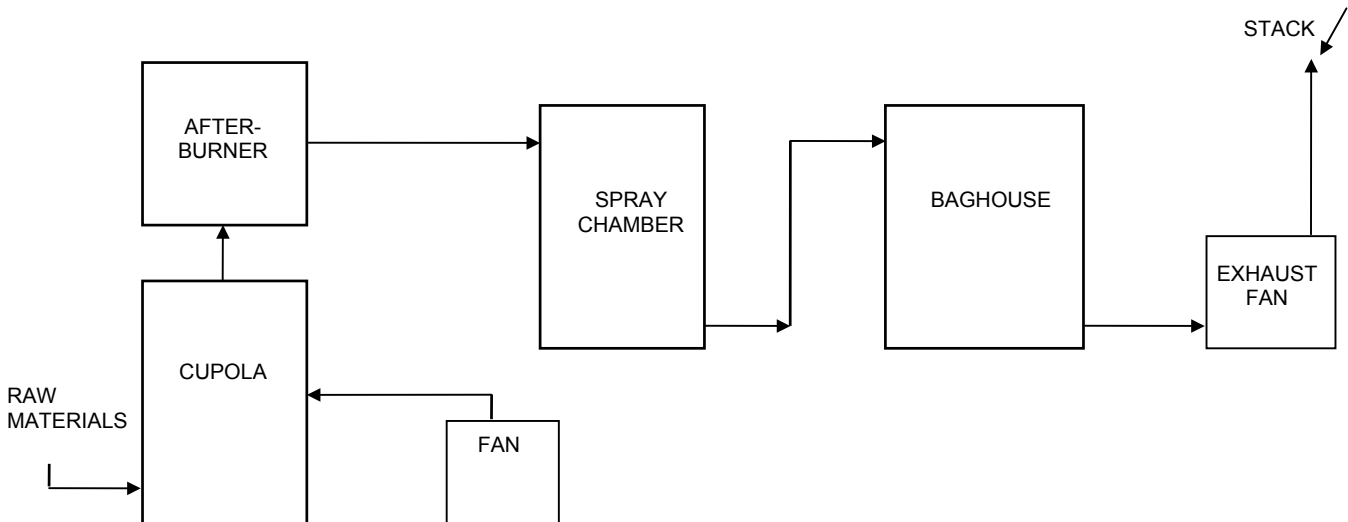 STACK
AFTER-
BURNER
SPRAY
CHAMBER
BAGHOUSE
EXHAUST
FAN
CUPOLA
RAW
MATERIALS
FAN